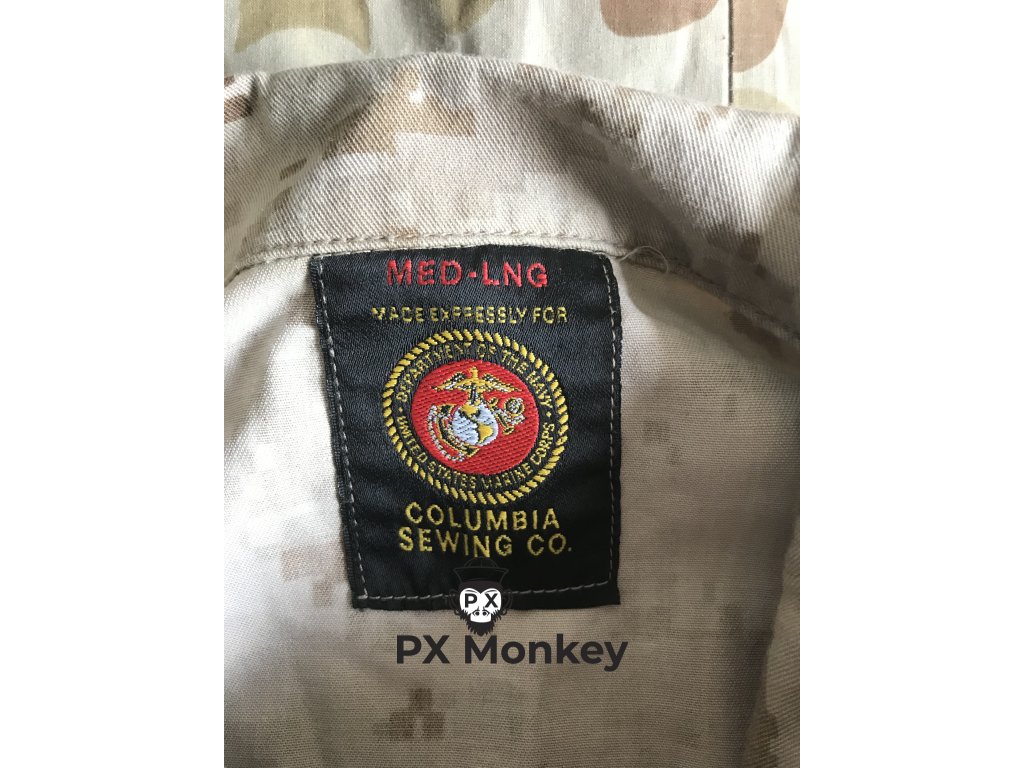 MED-LNG
MADE EXPRESSLY FOR
DEPARTMENT OF THE NAVY
UNITED STATES MARINE CORPS
COLUMBIA
SEWING CO.
PX
PX Monkey